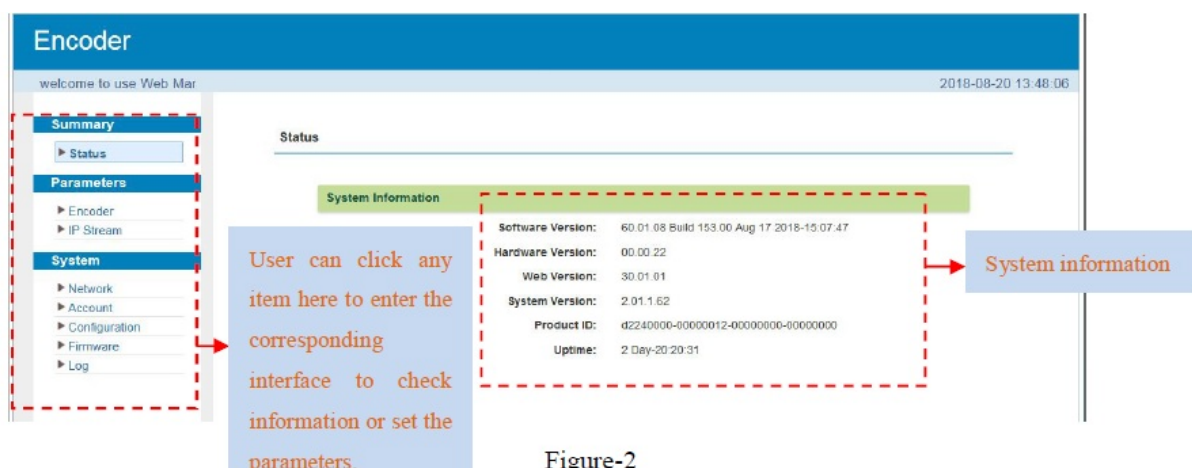 Encoder
welcome to use Web Mar
2018-08-20 13:48:06
Summary
Status
Parameters
Encoder
IP Stream
System
Network
Account
Configuration
Firmware
Log
Status
System Information
Software Version: 60.01.08 Build 153.00 Aug 17 2018-15:07:47
Hardware Version: 00.00.22
Web Version: 30.01.01
System Version: 2.01.1.62
Product ID: d2240000-00000012-00000000-00000000
Uptime: 2 Day-20:20:31
User can click any
item here to enter the
corresponding
interface to check
information or set the
parameters.
System information
Figure-2